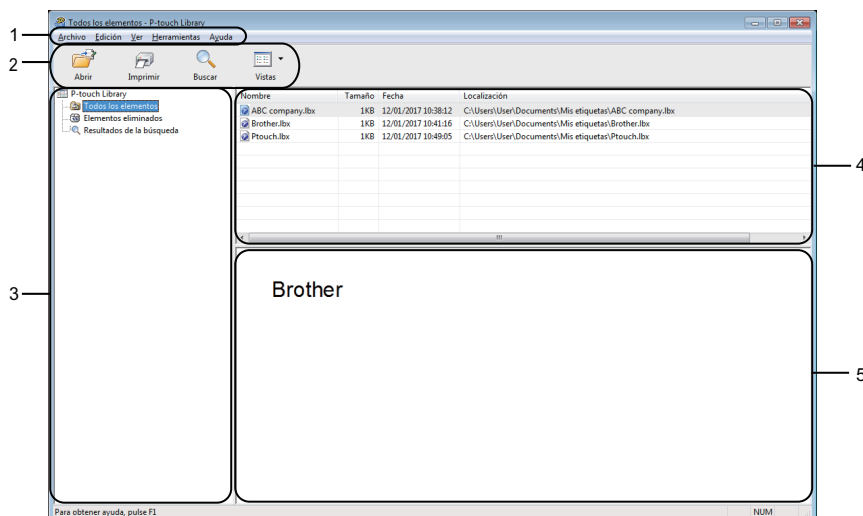 Todos los elementos - P-touch Library
1
Archivo Edición Ver Herramientas Ayuda
2
Abrir Imprimir Buscar Vistas
P-touch Library
Todos los elementos
Elementos eliminados
Resultados de la búsqueda
Nombre Tamaño Fecha Localización
ABC company.lbx 1KB 12/01/2017 10:38:12 C:\Users\User\Documents\Mis etiquetas\ABC company.lbx
Brother.lbx 1KB 12/01/2017 10:41:16 C:\Users\User\Documents\Mis etiquetas\Brother.lbx
Ptouch.lbx 1KB 12/01/2017 10:49:05 C:\Users\User\Documents\Mis etiquetas\Ptouch.lbx
4
3
Brother
5
Para obtener ayuda, pulse F1
NUM